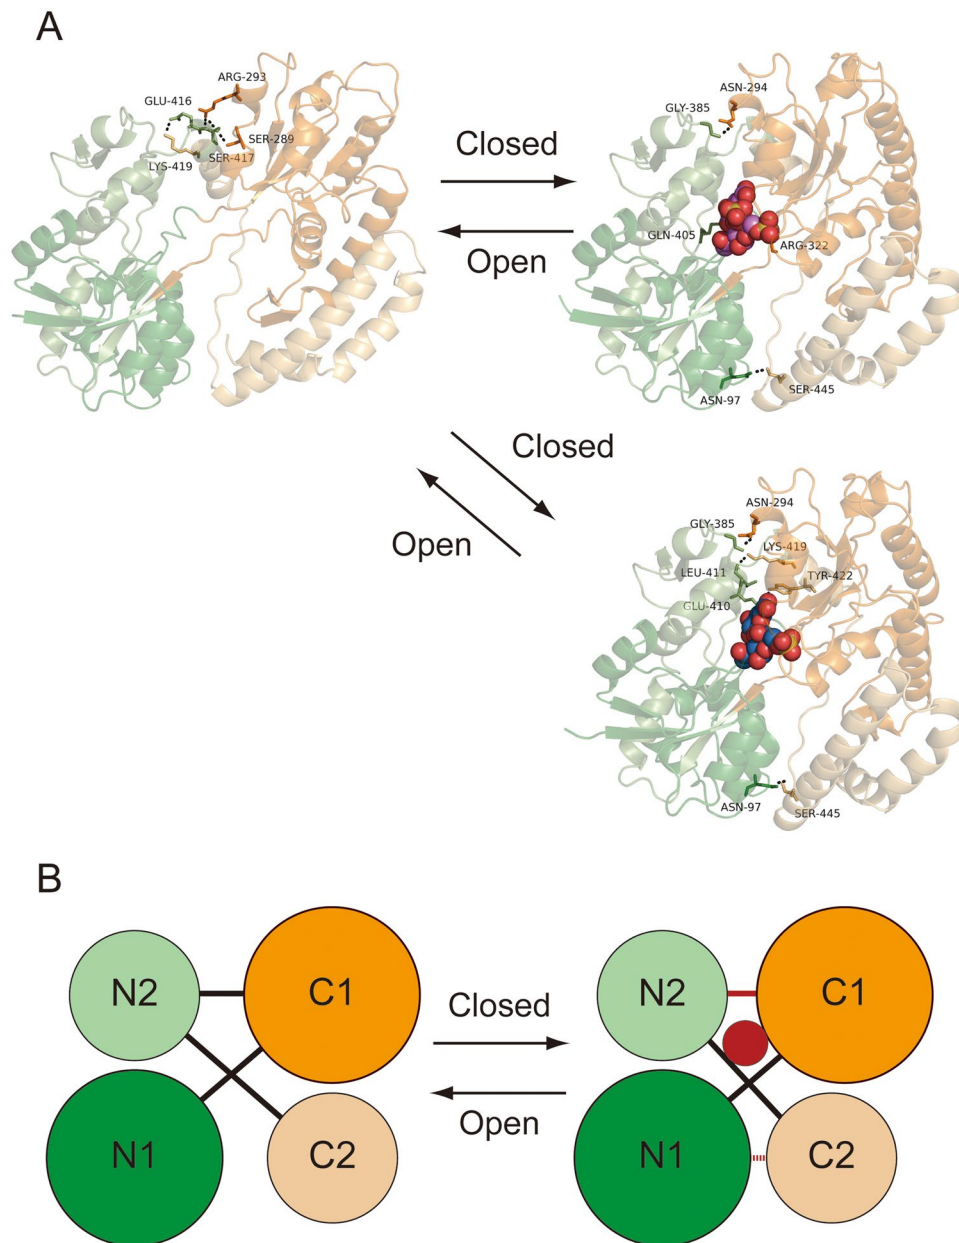 A
ARG-293
GLU-416
SER-289
LYS-419
SER-417
Closed
Open
ASN-294
GLY-385
GLN-405
ARG-322
ASN-97
SER-445
Closed
Open
ASN-294
GLY-385
LYS-419
LEU-411
TYR-422
GLU-410
ASN-97
SER-445
B
N2
C1
N1
C2
Closed
Open
N2
C1
N1
C2